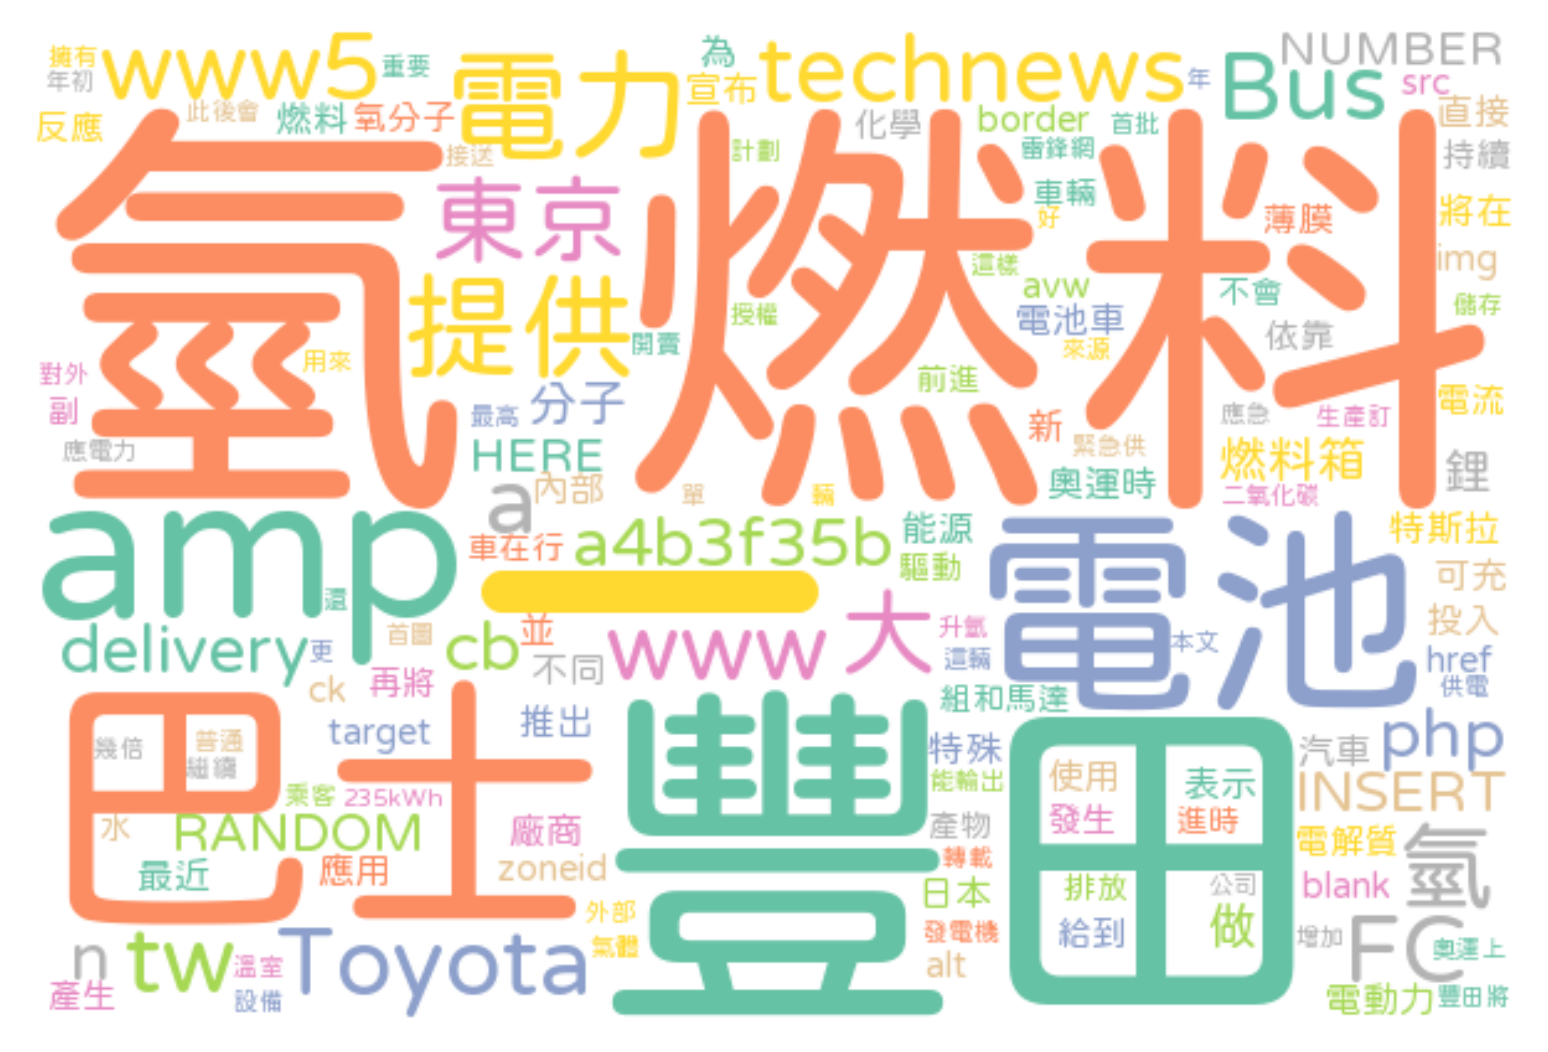 擁有
年初
www5
重要
電力
為
宣布
technews
年
Bus
NUMBER
src
反應
此後會
燃料
氧分子
接送
計劃
化學
border
首批
雷鋒網
直接
持續
氫燃料
東京
車輛
好
薄膜
將在
img
提供
這樣
avw
不會
儲存
授權
電池車
開賣
來源
依靠
對外
用來
副
最高
分子
前進
新
應急
生產訂
電流
應電力
HERE
緊急供
燃料箱
鋰
a
內部
單
輛
奧運時
二氧化碳
amp
車在行
a4b3f35b
能源
電池
特斯拉
驅動
可充
還
一
投入
delivery
更
首圖
cb
並
www
大
升氫
本文
這輛
href
供電
ck
再將
不同
組和馬達
巴士
target
推出
豐田
特殊
php
幾倍
普通
繼續
能輸出
使用
表示
汽車
INSERT
乘客
235kWh
水
RANDOM
廠商
產物
發生
進時
電解質
氫
最近
應用
zoneid
轉載
排放
公司
blank
日本
外部
發電機
給到
做
增加
FC
奧運上
n
tw
溫室
Toyota
氣體
alt
產生
設備
電動力
豐田將